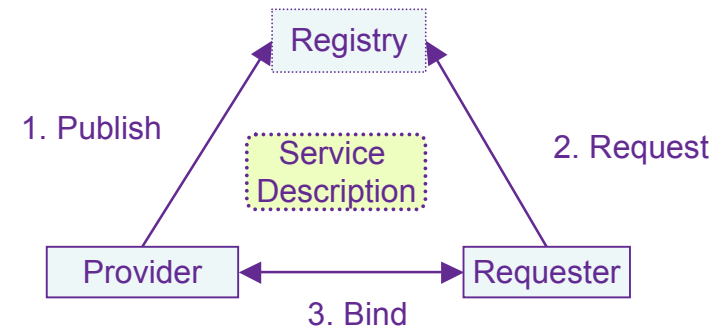 Registry
1. Publish
2. Request
Service
Description
Provider
Requester
3. Bind